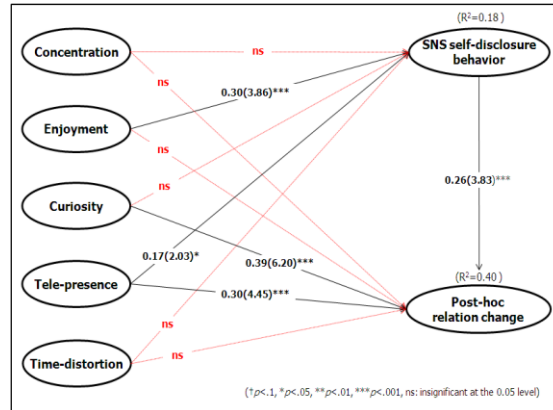 (R²=0.18)
SNS self-disclosure
behavior
Concentration
ns
ns
0.30(3.86)***
Enjoyment
ns
ns
0.26(3.83)***
Curiosity
0.17(2.03)*
0.39(6.20)***
(R²=0.40)
Tele-presence
0.30(4.45)***
Post-hoc
relation change
ns
ns
Time-distortion
(†p<.1, *p<.05, **p<.01, ***p<.001, ns: insignificant at the 0.05 level)